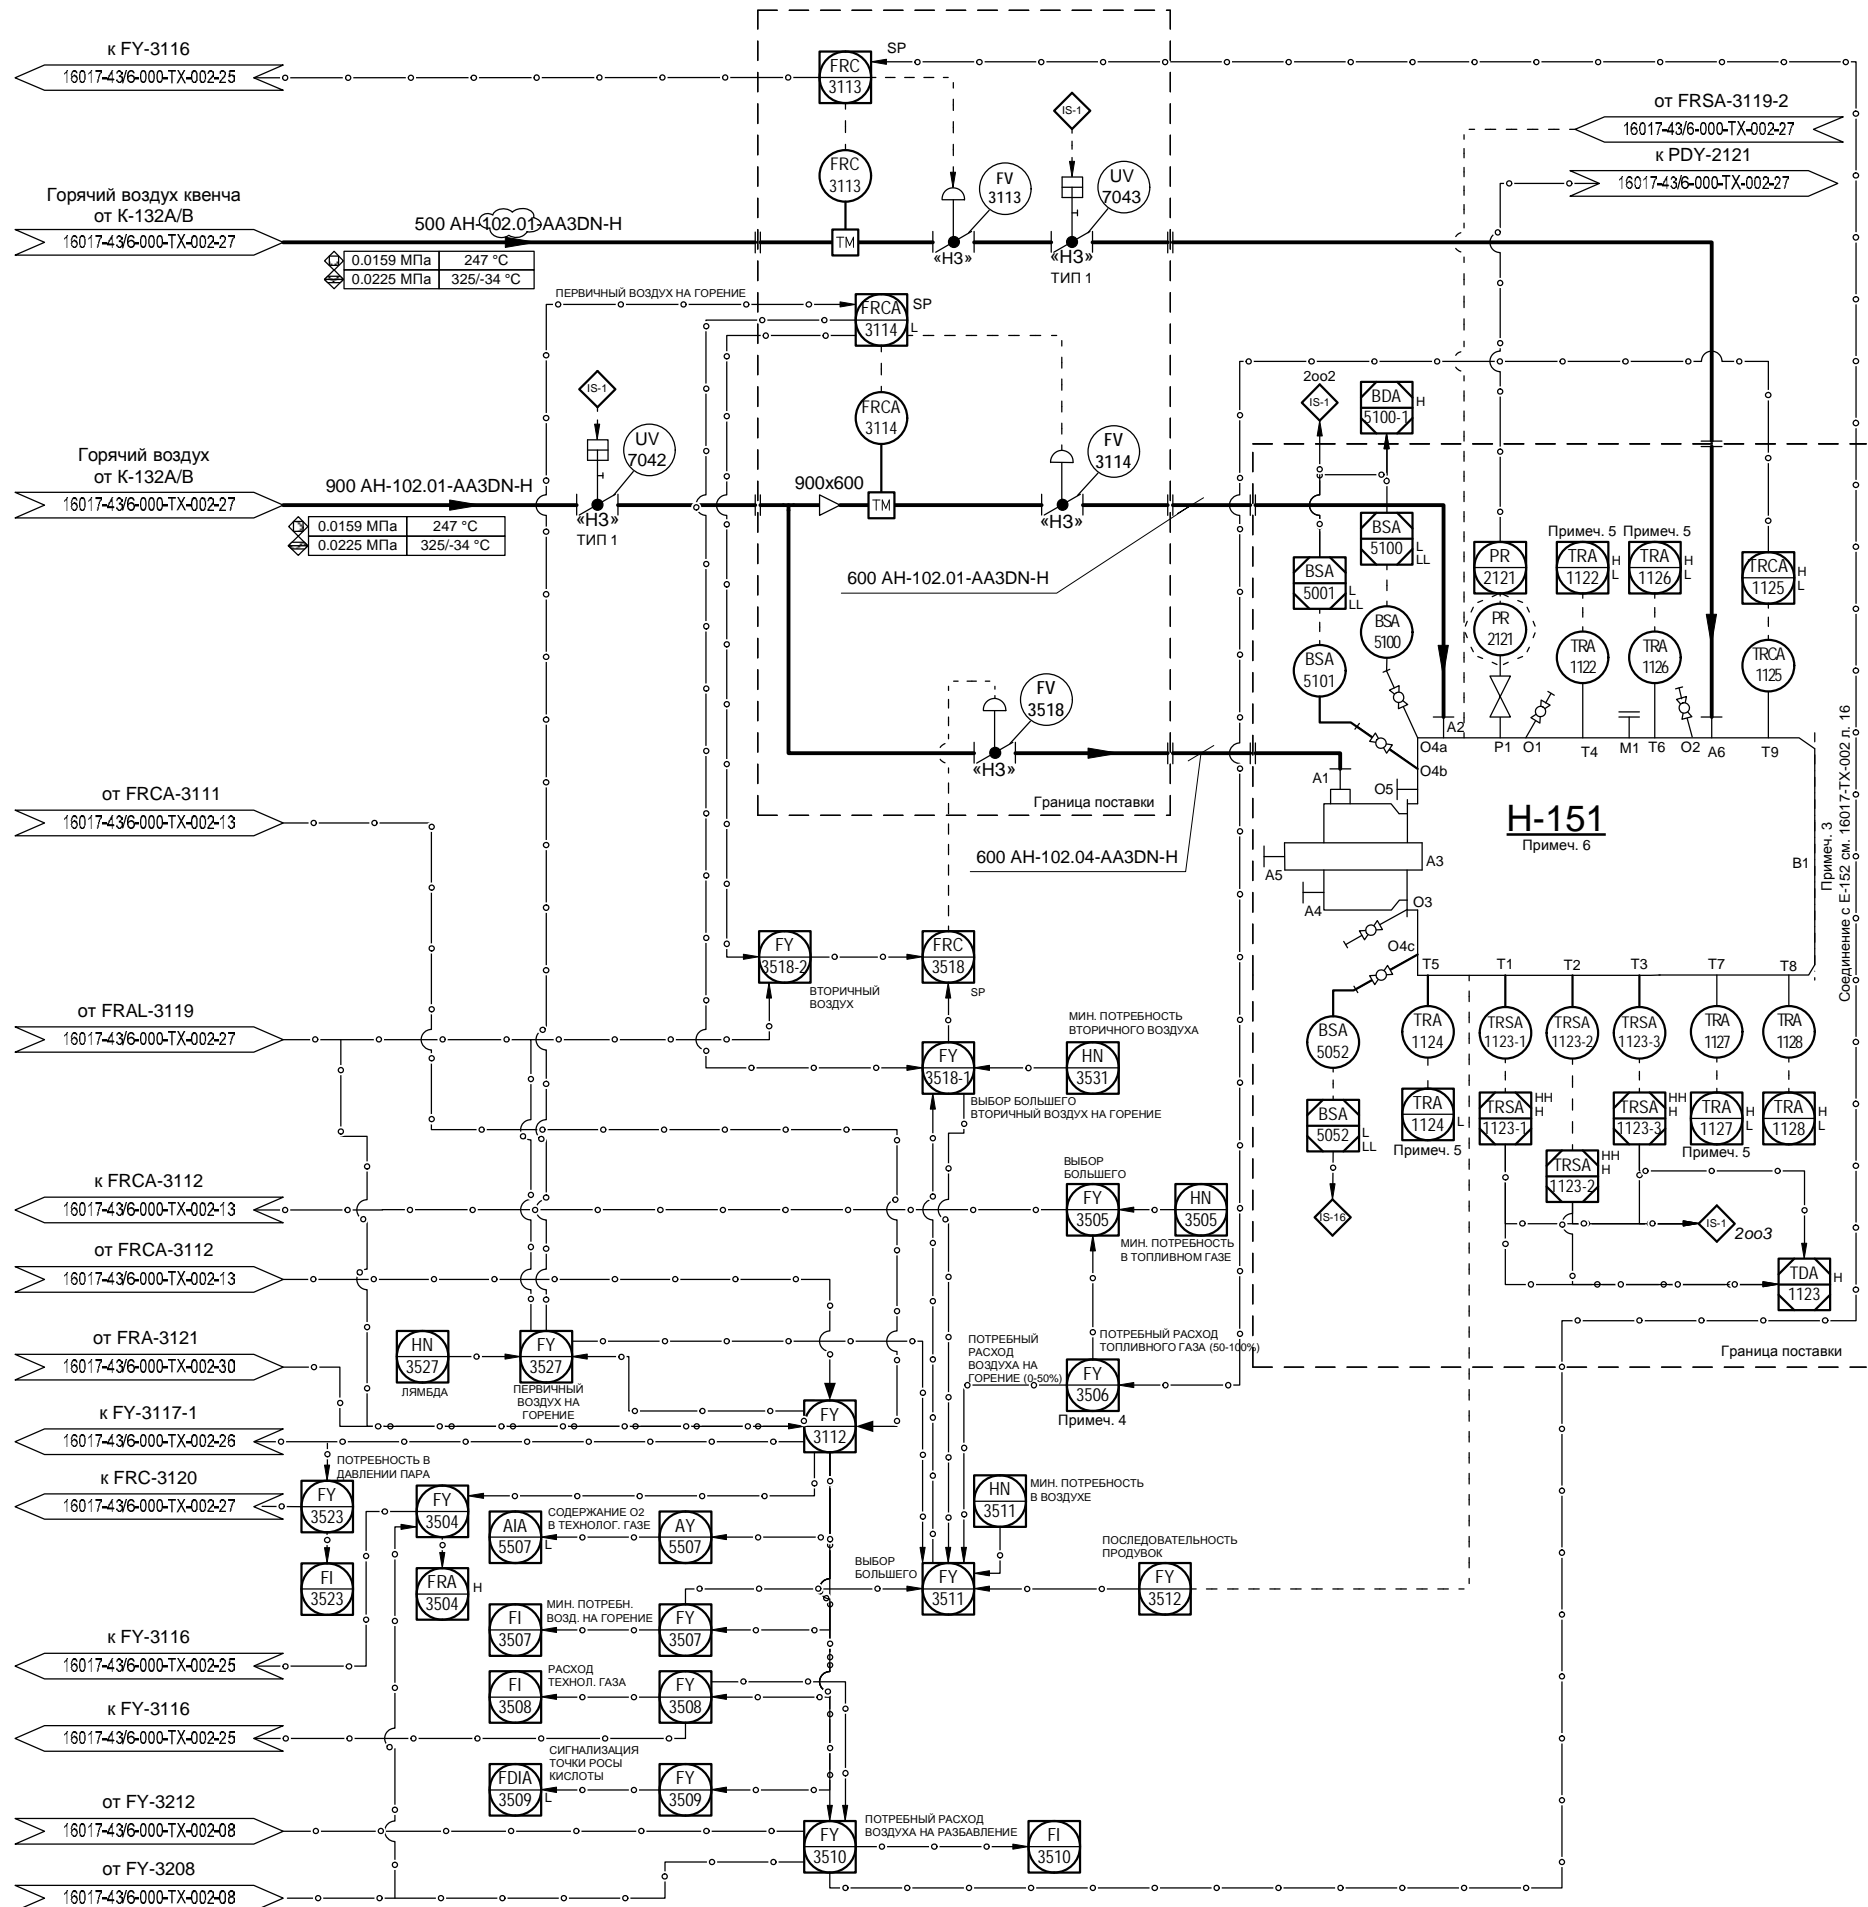 к FY-3116
16017-43/6-000-ТХ-002-25
FRC
3113
SP
IS-1
от FRSA-3119-2
16017-43/6-000-ТХ-002-27
к PDY-2121
16017-43/6-000-ТХ-002-27
FRC
3113
FV
3113
UV
7043
Горячий воздух квенча
от К-132А/В
16017-43/6-000-ТХ-002-27
500 AH-102.01-AA3DN-H
ТМ
«НЗ»
«НЗ»
ТИП 1
0.0159 МПа
247 °C
0.0225 МПа
325/-34 °C
ПЕРВИЧНЫЙ ВОЗДУХ НА ГОРЕНИЕ
FRCA
3114
SP
L
IS-1
UV
7042
FRCA
3114
FV
3114
2oo2
IS-1
BDA
5100-1
H
Горячий воздух
от К-132А/В
16017-43/6-000-ТХ-002-27
900 AH-102.01-AA3DN-H
«НЗ»
ТИП 1
900x600
ТМ
«НЗ»
0.0159 МПа
247 °C
0.0225 МПа
325/-34 °C
600 AH-102.01-AA3DN-H
BSA
5001
L
LL
BSA
5100
L
LL
PR
2121
Примеч. 5
TRA
1122
H
L
Примеч. 5
TRA
1126
H
L
TRCA
1125
H
L
BSA
5101
BSA
5100
PR
2121
TRA
1122
TRA
1126
TRCA
1125
FV
3518
«НЗ»
Граница поставки
600 AH-102.04-AA3DN-H
A2
O4a
O4b
P1
O1
T4
M1
T6
O2
A6
T9
A1
O5
H-151
Примеч. 6
A3
A5
A4
O3
O4c
B1
Примеч. 3
Соединение с Е-152 см. 16017-ТХ-002 л. 16
T5
T1
T2
T3
T7
T8
от FRCA-3111
16017-43/6-000-ТХ-002-13
FY
3518-2
ВТОРИЧНЫЙ
ВОЗДУХ
FRC
3518
SP
от FRAL-3119
16017-43/6-000-ТХ-002-27
МИН. ПОТРЕБНОСТЬ
ВТОРИЧНОГО ВОЗДУХА
FY
3518-1
HN
3531
ВЫБОР БОЛЬШЕГО
ВТОРИЧНЫЙ ВОЗДУХ НА ГОРЕНИЕ
BSA
5052
TRA
1124
TRSA
1123-1
TRSA
1123-2
TRSA
1123-3
TRA
1127
TRA
1128
BSA
5052
L
LL
TRA
1124
L
Примеч. 5
TRSA
1123-1
HH
H
TRSA
1123-2
HH
H
TRSA
1123-3
HH
H
TRA
1127
H
L
Примеч. 5
TRA
1128
H
L
IS-16
IS-1
2oo3
TDA
1123
H
Граница поставки
к FRCA-3112
16017-43/6-000-ТХ-002-13
ВЫБОР
БОЛЬШЕГО
FY
3505
HN
3505
МИН. ПОТРЕБНОСТЬ
В ТОПЛИВНОМ ГАЗЕ
от FRCA-3112
16017-43/6-000-ТХ-002-13
от FRA-3121
16017-43/6-000-ТХ-002-30
HN
3527
ЛЯМБДА
FY
3527
ПЕРВИЧНЫЙ
ВОЗДУХ НА
ГОРЕНИЕ
ПОТРЕБНЫЙ
РАСХОД
ВОЗДУХА НА
ГОРЕНИЕ (0-50%)
ПОТРЕБНЫЙ РАСХОД
ТОПЛИВНОГО ГАЗА (50-100%)
FY
3506
Примеч. 4
к FY-3117-1
16017-43/6-000-ТХ-002-26
FY
3112
к FRC-3120
16017-43/6-000-ТХ-002-27
ПОТРЕБНОСТЬ В
ДАВЛЕНИИ ПАРА
FY
3523
FY
3504
HN
3511
МИН. ПОТРЕБНОСТЬ
В ВОЗДУХЕ
AIA
5507
L
СОДЕРЖАНИЕ О2
В ТЕХНОЛОГ. ГАЗЕ
AY
5507
FI
3523
FRA
3504
H
ВЫБОР
БОЛЬШЕГО
FY
3511
ПОСЛЕДОВАТЕЛЬНОСТЬ
ПРОДУВОК
FY
3512
FI
3507
МИН. ПОТРЕБН.
ВОЗД. НА ГОРЕНИЕ
FY
3507
к FY-3116
16017-43/6-000-ТХ-002-25
FI
3508
РАСХОД
ТЕХНОЛ. ГАЗА
FY
3508
к FY-3116
16017-43/6-000-ТХ-002-25
СИГНАЛИЗАЦИЯ
ТОЧКИ РОСЫ
КИСЛОТЫ
FDIA
3509
L
FY
3509
от FY-3212
16017-43/6-000-ТХ-002-08
FY
3510
ПОТРЕБНЫЙ РАСХОД
ВОЗДУХА НА РАЗБАВЛЕНИЕ
FI
3510
от FY-3208
16017-43/6-000-ТХ-002-08